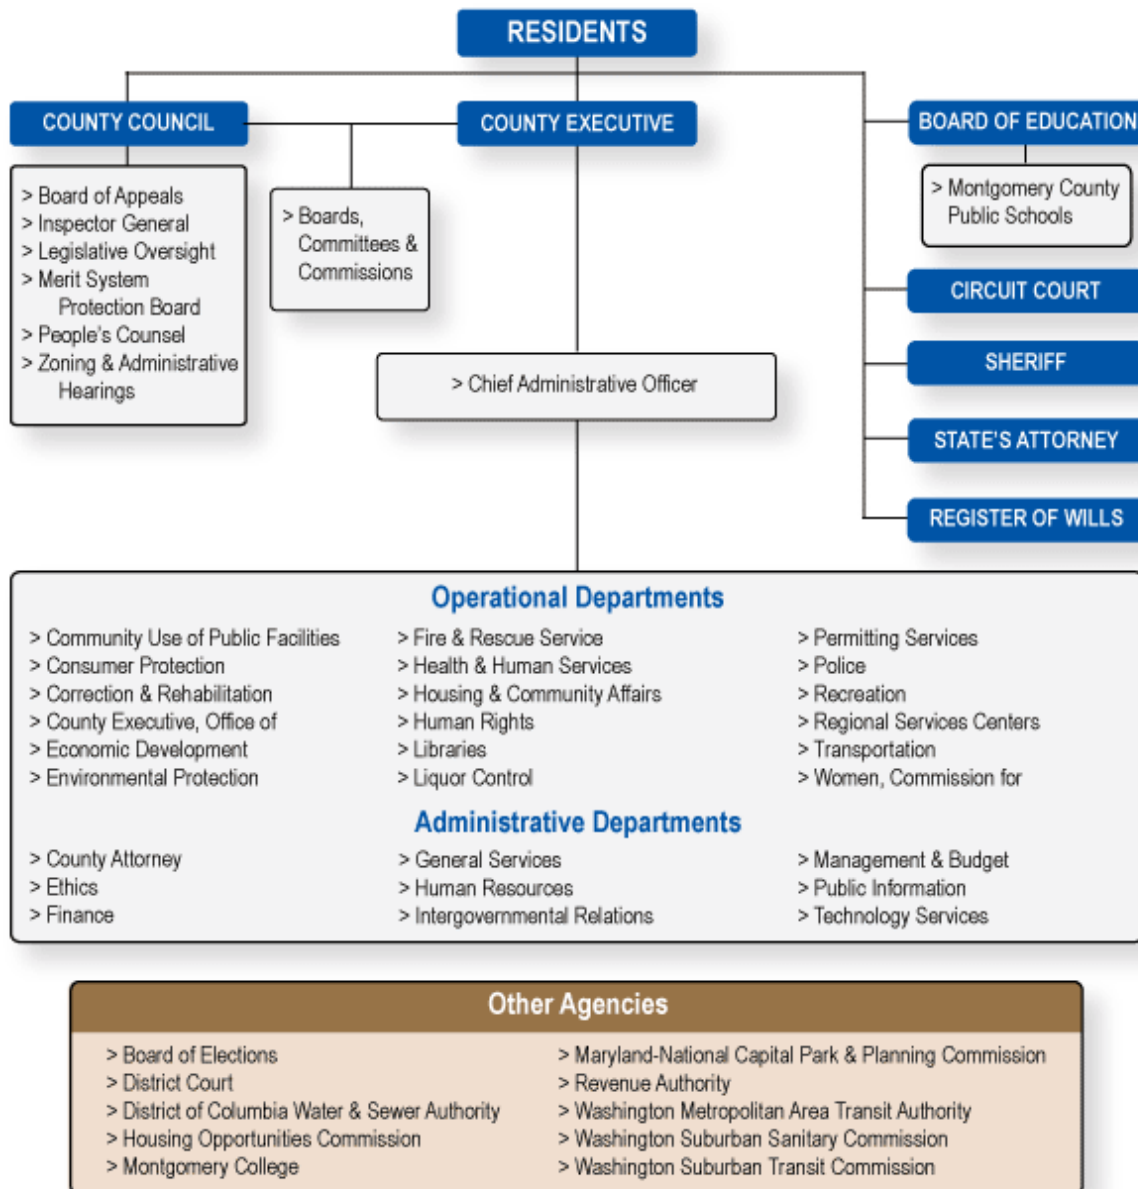 RESIDENTS
COUNTY COUNCIL
COUNTY EXECUTIVE
BOARD OF EDUCATION
> Board of Appeals
> Inspector General
> Legislative Oversight
> Merit System
Protection Board
> People's Counsel
> Zoning & Administrative
Hearings
> Boards,
Committees &
Commissions
> Montgomery County
Public Schools
CIRCUIT COURT
SHERIFF
> Chief Administrative Officer
STATE'S ATTORNEY
REGISTER OF WILLS
Operational Departments
> Community Use of Public Facilities
> Consumer Protection
> Correction & Rehabilitation
> County Executive, Office of
> Economic Development
> Environmental Protection
> Fire & Rescue Service
> Health & Human Services
> Housing & Community Affairs
> Human Rights
> Libraries
> Liquor Control
> Permitting Services
> Police
> Recreation
> Regional Services Centers
> Transportation
> Women, Commission for
Administrative Departments
> County Attorney
> Ethics
> Finance
> General Services
> Human Resources
> Intergovernmental Relations
> Management & Budget
> Public Information
> Technology Services
Other Agencies
> Board of Elections
> District Court
> District of Columbia Water & Sewer Authority
> Housing Opportunities Commission
> Montgomery College
> Maryland-National Capital Park & Planning Commission
> Revenue Authority
> Washington Metropolitan Area Transit Authority
> Washington Suburban Sanitary Commission
> Washington Suburban Transit Commission